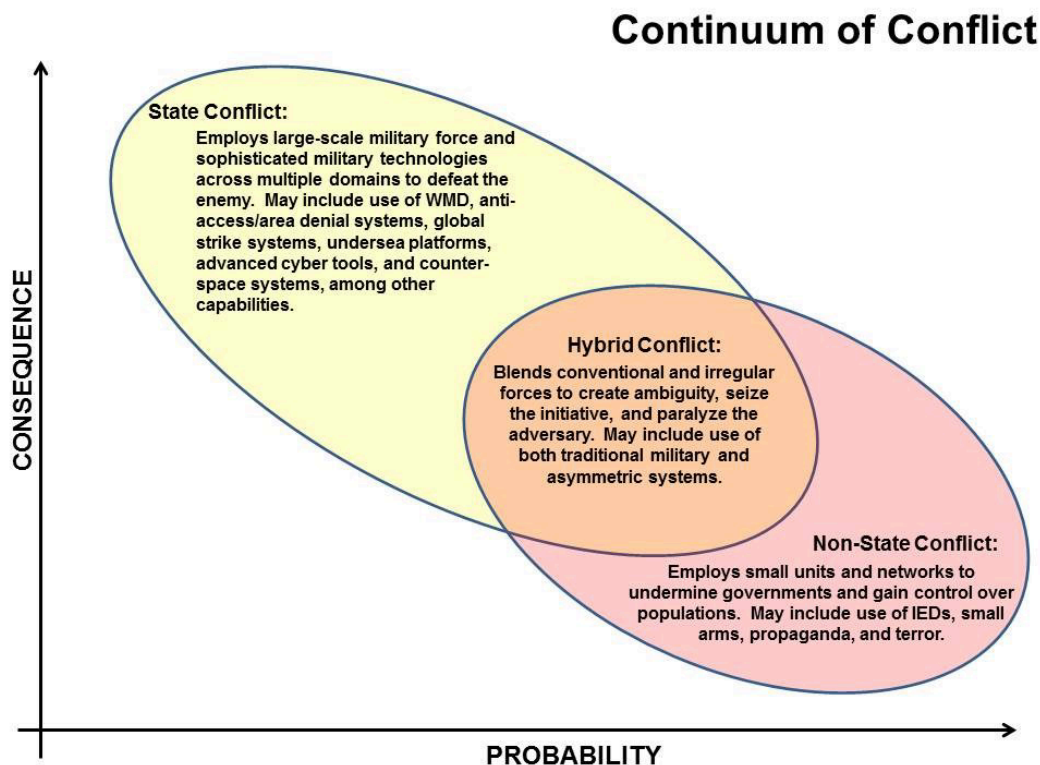 Continuum of Conflict
State Conflict:
Employs large-scale military force and
sophisticated military technologies
across multiple domains to defeat the
enemy. May include use of WMD, anti-
access/area denial systems, global
strike systems, undersea platforms,
advanced cyber tools, and counter-
space systems, among other
capabilities.
CONSEQUENCE
Hybrid Conflict:
Blends conventional and irregular
forces to create ambiguity, seize
the initiative, and paralyze the
adversary. May include use of
both traditional military and
asymmetric systems.
Non-State Conflict:
Employs small units and networks to
undermine governments and gain control over
populations. May include use of IEDs, small
arms, propaganda, and terror.
PROBABILITY